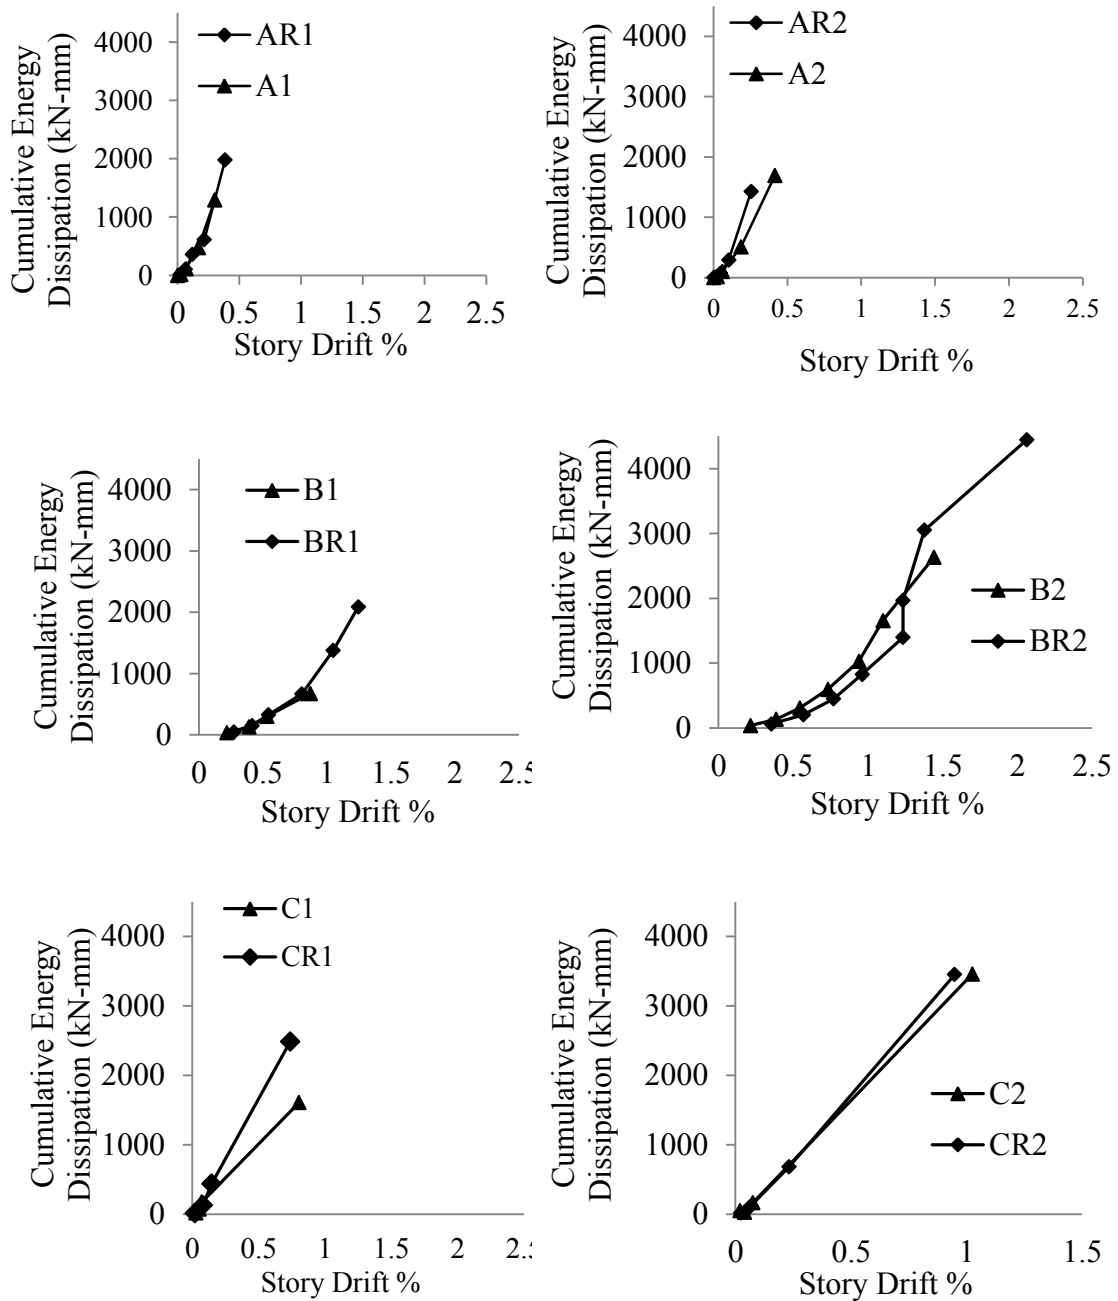 AR1
A1
4000
3000
2000
1000
0
0 0.5 1 1.5 2 2.5
Cumulative Energy
Dissipation (kN-mm)
Story Drift %
AR2
A2
4000
3000
2000
1000
0
0 0.5 1 1.5 2 2.5
Cumulative Energy
Dissipation (kN-mm)
Story Drift %
B1
BR1
4000
3000
2000
1000
0
0 0.5 1 1.5 2 2.5
Cumulative Energy
Dissipation (kN-mm)
Story Drift %
B2
BR2
4000
3000
2000
1000
0
0 0.5 1 1.5 2 2.5
Cumulative Energy
Dissipation (kN-mm)
Story Drift %
C1
CR1
4000
3000
2000
1000
0
0 0.5 1 1.5 2 2.
Cumulative Energy
Dissipation (kN-mm)
Story Drift %
C2
CR2
4000
3000
2000
1000
0
0 0.5 1 1.5
Cumulative Energy
Dissipation (kN-mm)
Story Drift %